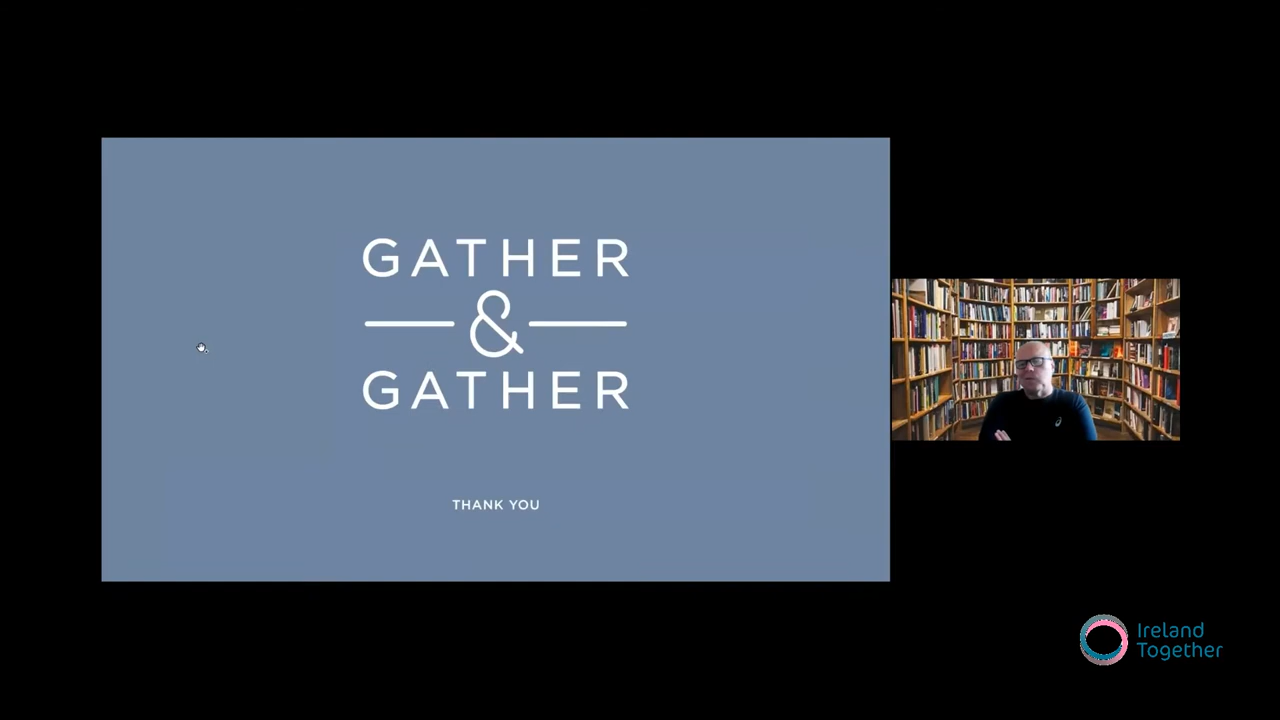 GATHER
&
GATHER
THANK YOU
Ireland
Together